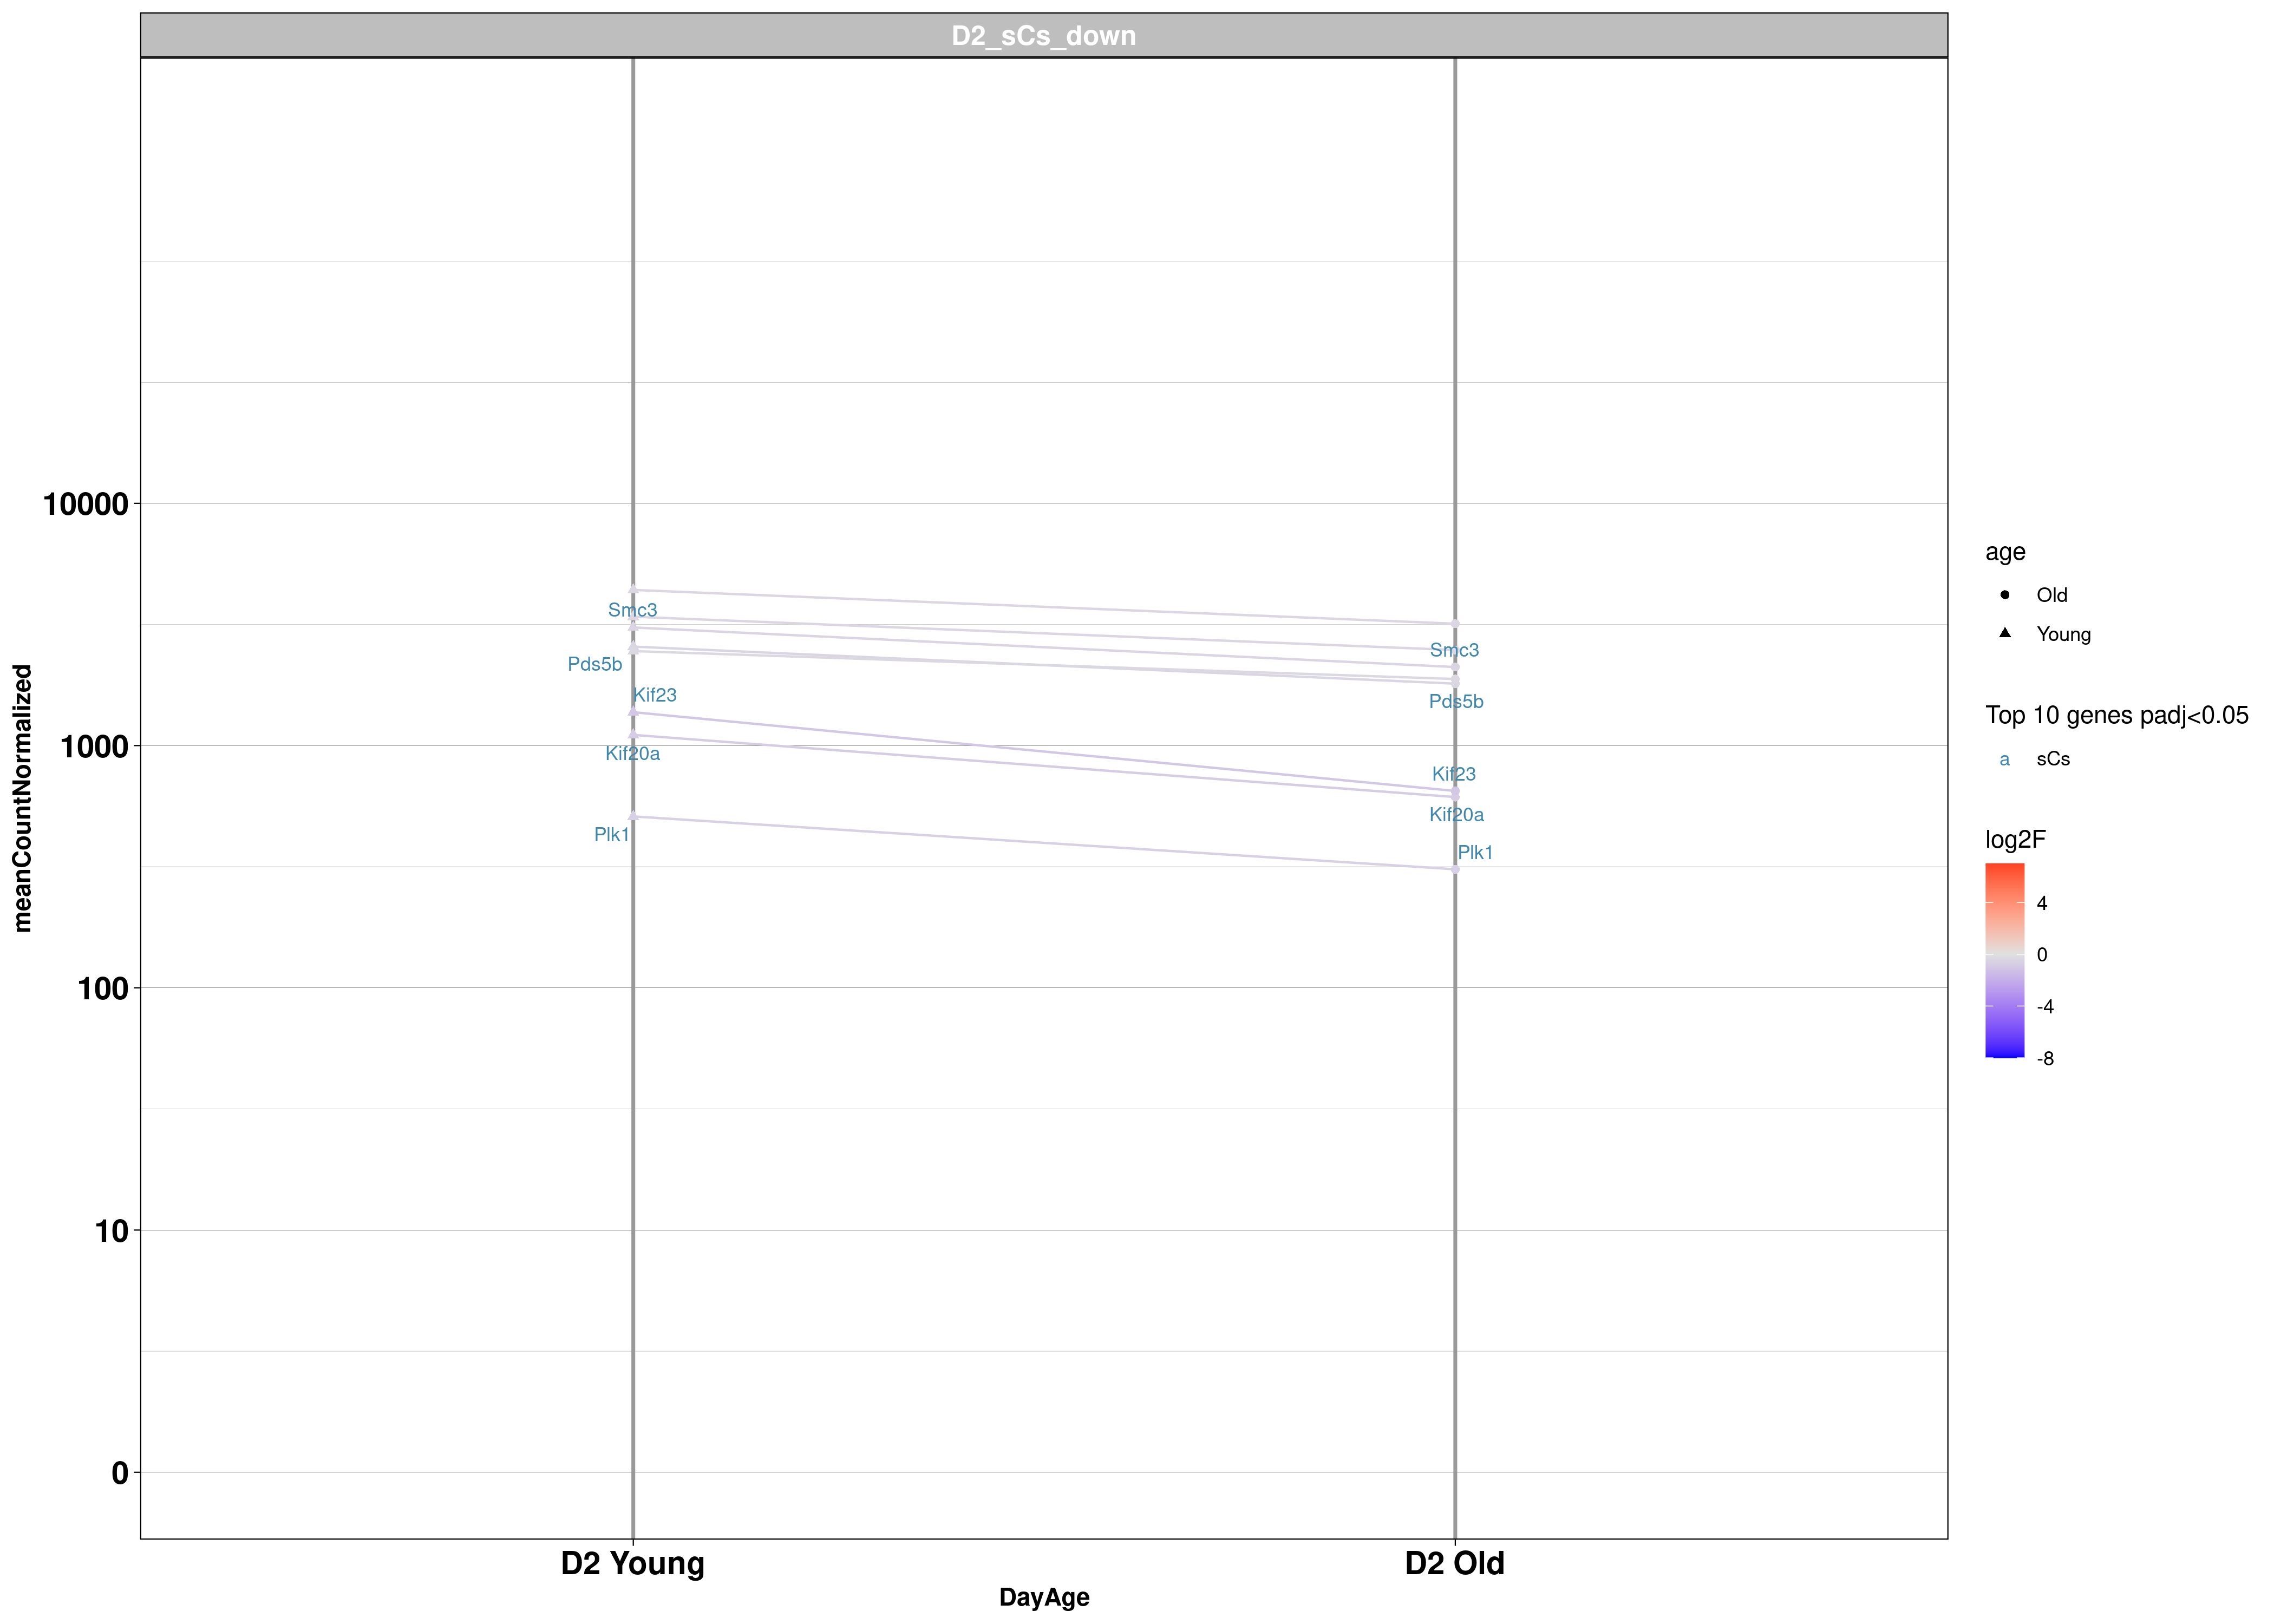 D2_sCs_down
meanCountNormalized
10000
1000
100
10
0
Smc3
Pds5b
Kif23
Kif20a
Plk1
Smc3
Pds5b
Kif23
Kif20a
Plk1
D2 Young
D2 Old
DayAge
age
Old
Young
Top 10 genes padj<0.05
a sCs
log2F
4
0
-4
-8